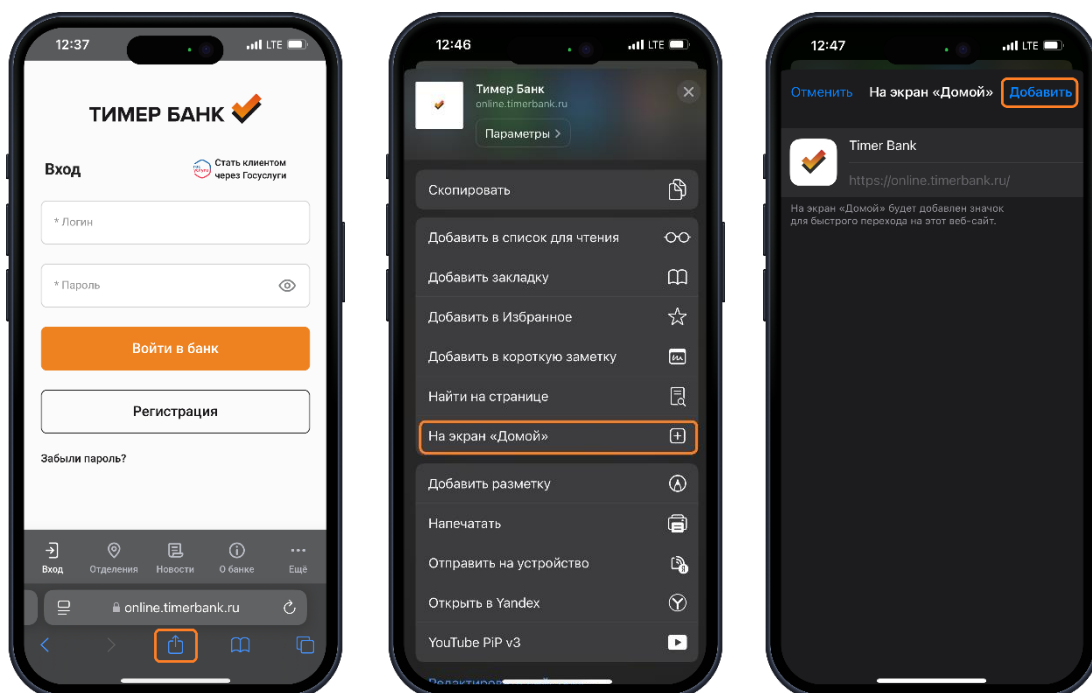 12:37
LTE
ТИМЕР БАНК
Вход
Стать клиентом
через Госуслуги
* Логин
* Пароль
Войти в банк
Регистрация
Забыли пароль?
Вход
Отделения
Новости
О банке
Ещё
online.timerbank.ru
12:46
LTE
Тимер Банк
online.timerbank.ru
Параметры >
Скопировать
Добавить в список для чтения
Добавить закладку
Добавить в Избранное
Добавить в короткую заметку
Найти на странице
На экран «Домой»
Добавить разметку
Напечатать
Отправить на устройство
Открыть в Yandex
YouTube PiP v3
12:47
LTE
Отменить
На экран «Домой»
Добавить
Timer Bank
https://online.timerbank.ru/
На экран «Домой» будет добавлен значок
для быстрого перехода на этот веб-сайт.